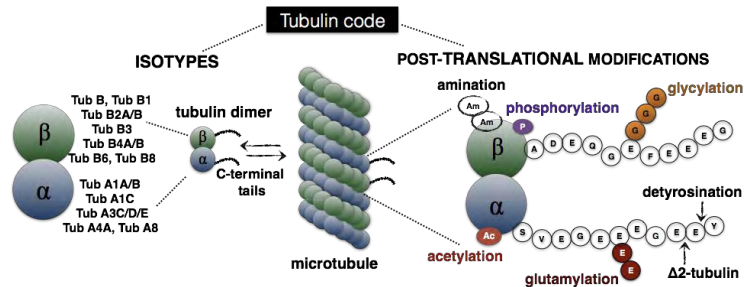 Tubulin code
ISOTYPES
POST-TRANSLATIONAL MODIFICATIONS
Tub B, Tub B1
Tub B2A/B
Tub B3
Tub B4A/B
Tub B6, Tub B8
β
α
Tub A1A/B
Tub A1C
Tub A3C/D/E
Tub A4A, Tub A8
tubulin dimer
β
α
C-terminal
tails
microtubule
amination
Am
Am
phosphorylation
P
glycylation
G
G
G
β
A D E Q G E F E E E G
α
Ac
acetylation
S V E G E E E G E E Y
E
E
glutamylation
detyrosination
Δ2-tubulin